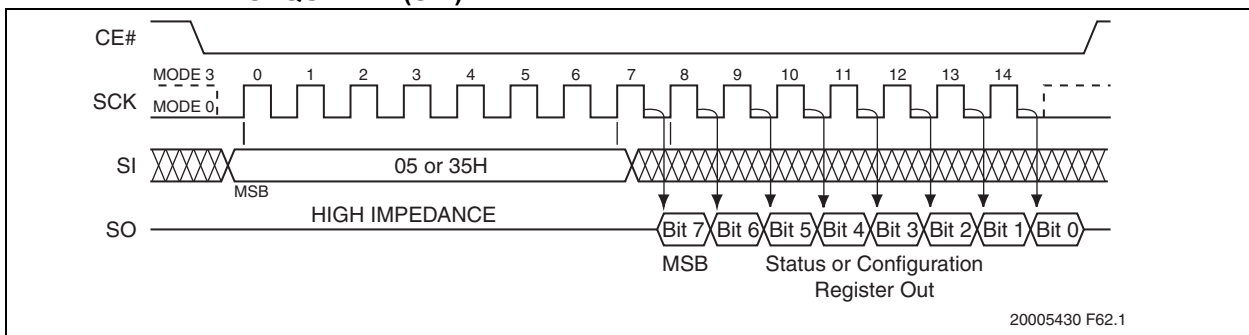 CE#
MODE 3 0 1 2 3 4 5 6 7 8 9 10 11 12 13 14
SCK
MODE 0
SI 05 or 35H
MSB
HIGH IMPEDANCE
SO Bit 7 Bit 6 Bit 5 Bit 4 Bit 3 Bit 2 Bit 1 Bit 0
MSB Status or Configuration
Register Out
20005430 F62.1